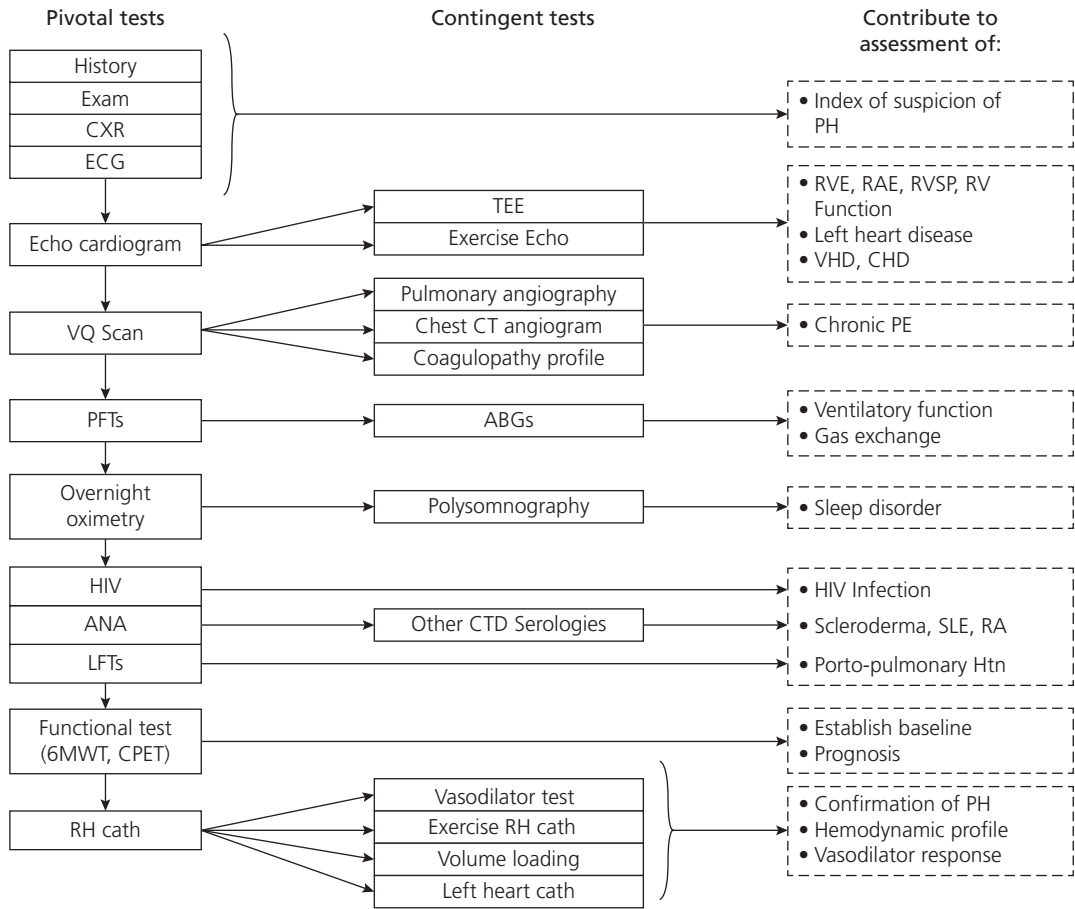 Pivotal tests
Contingent tests
Contribute to
assessment of:
History
Exam
CXR
ECG
• Index of suspicion of
PH
Echo cardiogram
TEE
Exercise Echo
• RVE, RAE, RVSP, RV
Function
• Left heart disease
• VHD, CHD
VQ Scan
Pulmonary angiography
Chest CT angiogram
Coagulopathy profile
• Chronic PE
PFTs
ABGs
• Ventilatory function
• Gas exchange
Overnight
oximetry
Polysomnography
• Sleep disorder
HIV
• HIV Infection
ANA
Other CTD Serologies
• Scleroderma, SLE, RA
LFTs
• Porto-pulmonary Htn
Functional test
(6MWT, CPET)
• Establish baseline
• Prognosis
RH cath
Vasodilator test
Exercise RH cath
Volume loading
Left heart cath
• Confirmation of PH
• Hemodynamic profile
• Vasodilator response